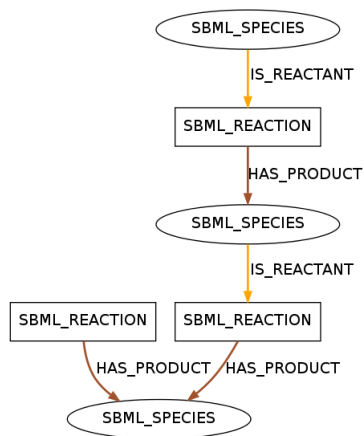 SBML_SPECIES
IS_REACTANT
SBML_REACTION
HAS_PRODUCT
SBML_SPECIES
IS_REACTANT
SBML_REACTION
SBML_REACTION
HAS_PRODUCT
HAS_PRODUCT
SBML_SPECIES